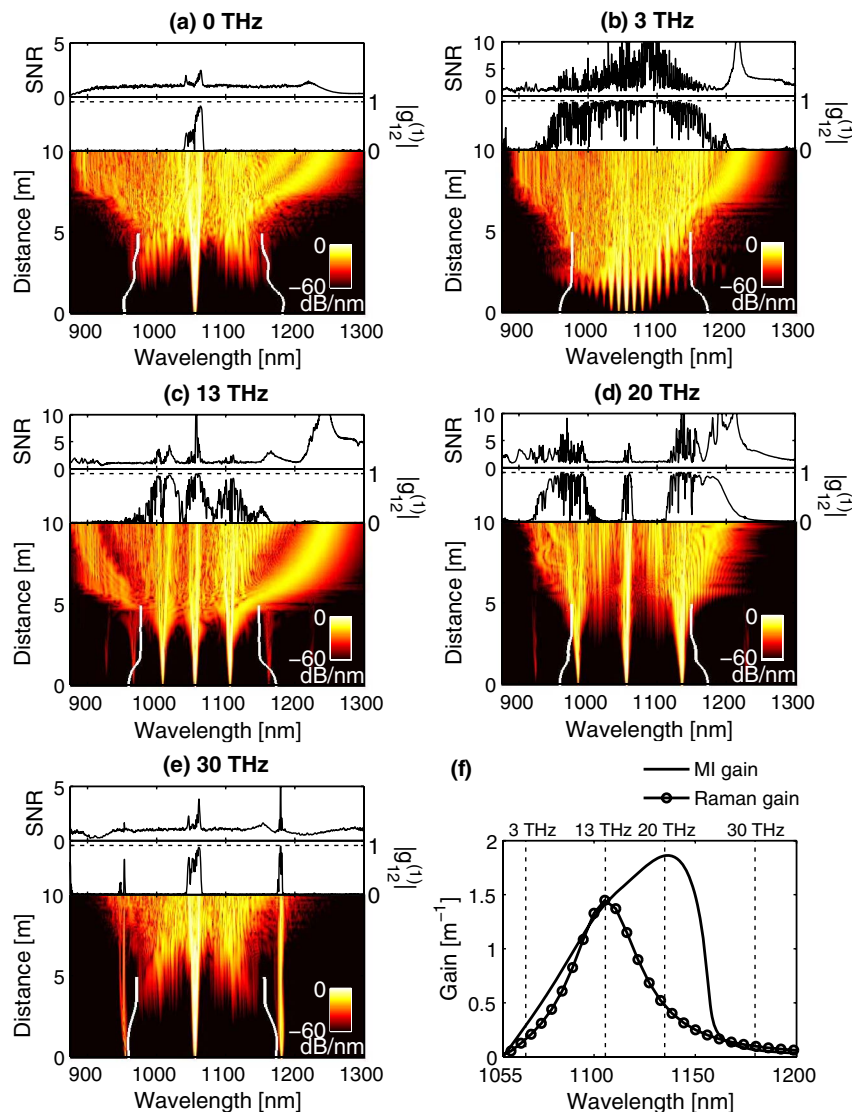 (a) 0 THz
SNR
5
0
|g12(1)|
1
0
Distance [m]
10
5
0
0
−60
dB/nm
900 1000 1100 1200 1300
Wavelength [nm]
(b) 3 THz
SNR
10
5
0
|g12(1)|
1
0
Distance [m]
10
5
0
0
−60
dB/nm
900 1000 1100 1200 1300
Wavelength [nm]
(c) 13 THz
SNR
10
5
0
|g12(1)|
1
0
Distance [m]
10
5
0
0
−60
dB/nm
900 1000 1100 1200 1300
Wavelength [nm]
(d) 20 THz
SNR
10
5
0
|g12(1)|
1
0
Distance [m]
10
5
0
0
−60
dB/nm
900 1000 1100 1200 1300
Wavelength [nm]
(e) 30 THz
SNR
5
0
|g12(1)|
1
0
Distance [m]
10
5
0
0
−60
dB/nm
900 1000 1100 1200 1300
Wavelength [nm]
(f)
MI gain
Raman gain
3 THz 13 THz 20 THz 30 THz
Gain [m−1]
2
1.5
1
0.5
0
1055 1100 1150 1200
Wavelength [nm]